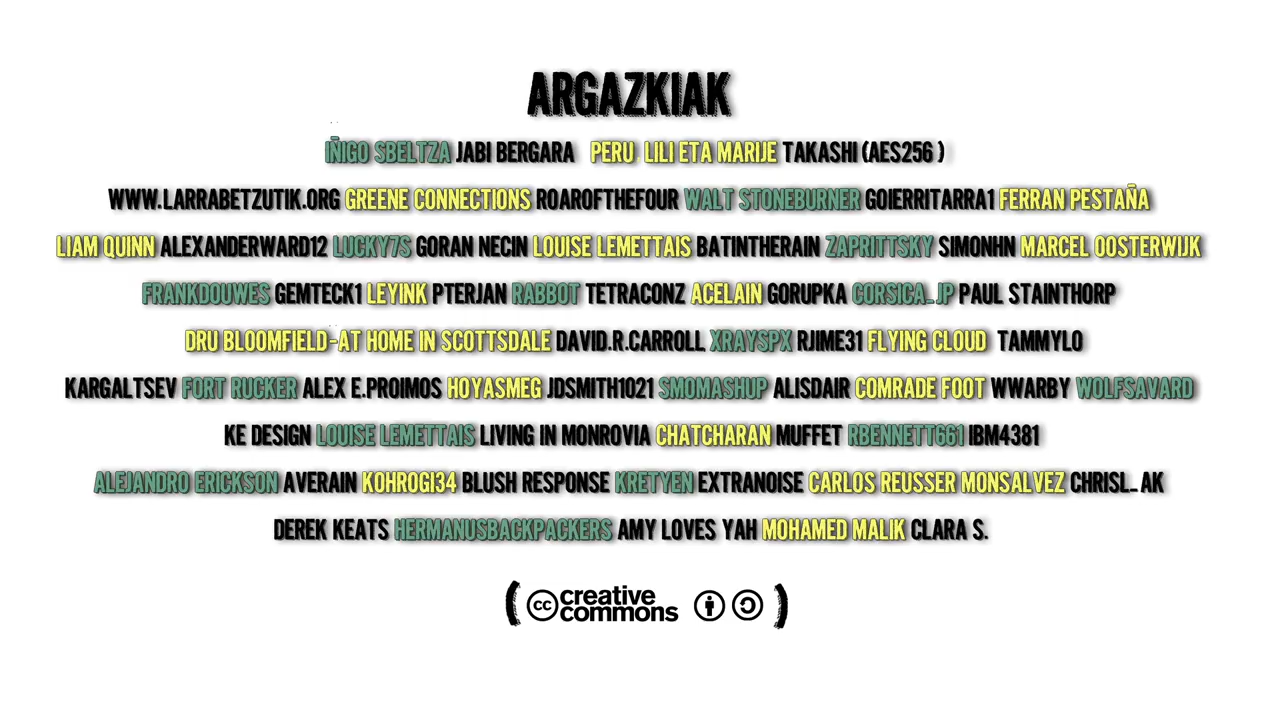 ARGAZKIAK
IÑIGO SBELTZA JABI BERGARA PERU LILI ETA MARIJE TAKASHI (AES256 )
WWW.LARRABETZUTIK.ORG GREENE CONNECTIONS ROAROFTHEFOUR WALT STONEBURNER GOIERRITARRA1 FERRAN PESTAÑA
LIAM QUINN ALEXANDERWARD12 LUCKY7S GORAN NECIN LOUISE LEMETTAIS BATINTHERAIN ZAPRITTSKY SIMONHN MARCEL OOSTERWIJK
FRANKDOUWES GEMTECK1 LEYINK PTERJAN RABBOT TETRACONZ ACELAIN GORUPKA CORSICA_JP PAUL STAINTHORP
DRU BLOOMFIELD-AT HOME IN SCOTTSDALE DAVID.R.CARROLL XRAYSPX RJIME31 FLYING CLOUD TAMMYLO
KARGALTSEV FORT RUCKER ALEX E.PROIMOS HOYASMEG JDSMITH1021 SMOMASHUP ALISDAIR COMRADE FOOT WWARBY WOLFSAVARD
KE DESIGN LOUISE LEMETTAIS LIVING IN MONROVIA CHATCHARAN MUFFET RBENNETT661 IBM4381
ALEJANDRO ERICKSON AVERAIN KOHROGI34 BLUSH RESPONSE KRETYEN EXTRANOISE CARLOS REUSSER MONSALVEZ CHRISL_AK
DEREK KEATS HERMANUSBACKPACKERS AMY LOVES YAH MOHAMED MALIK CLARA S.
(cc creative commons)